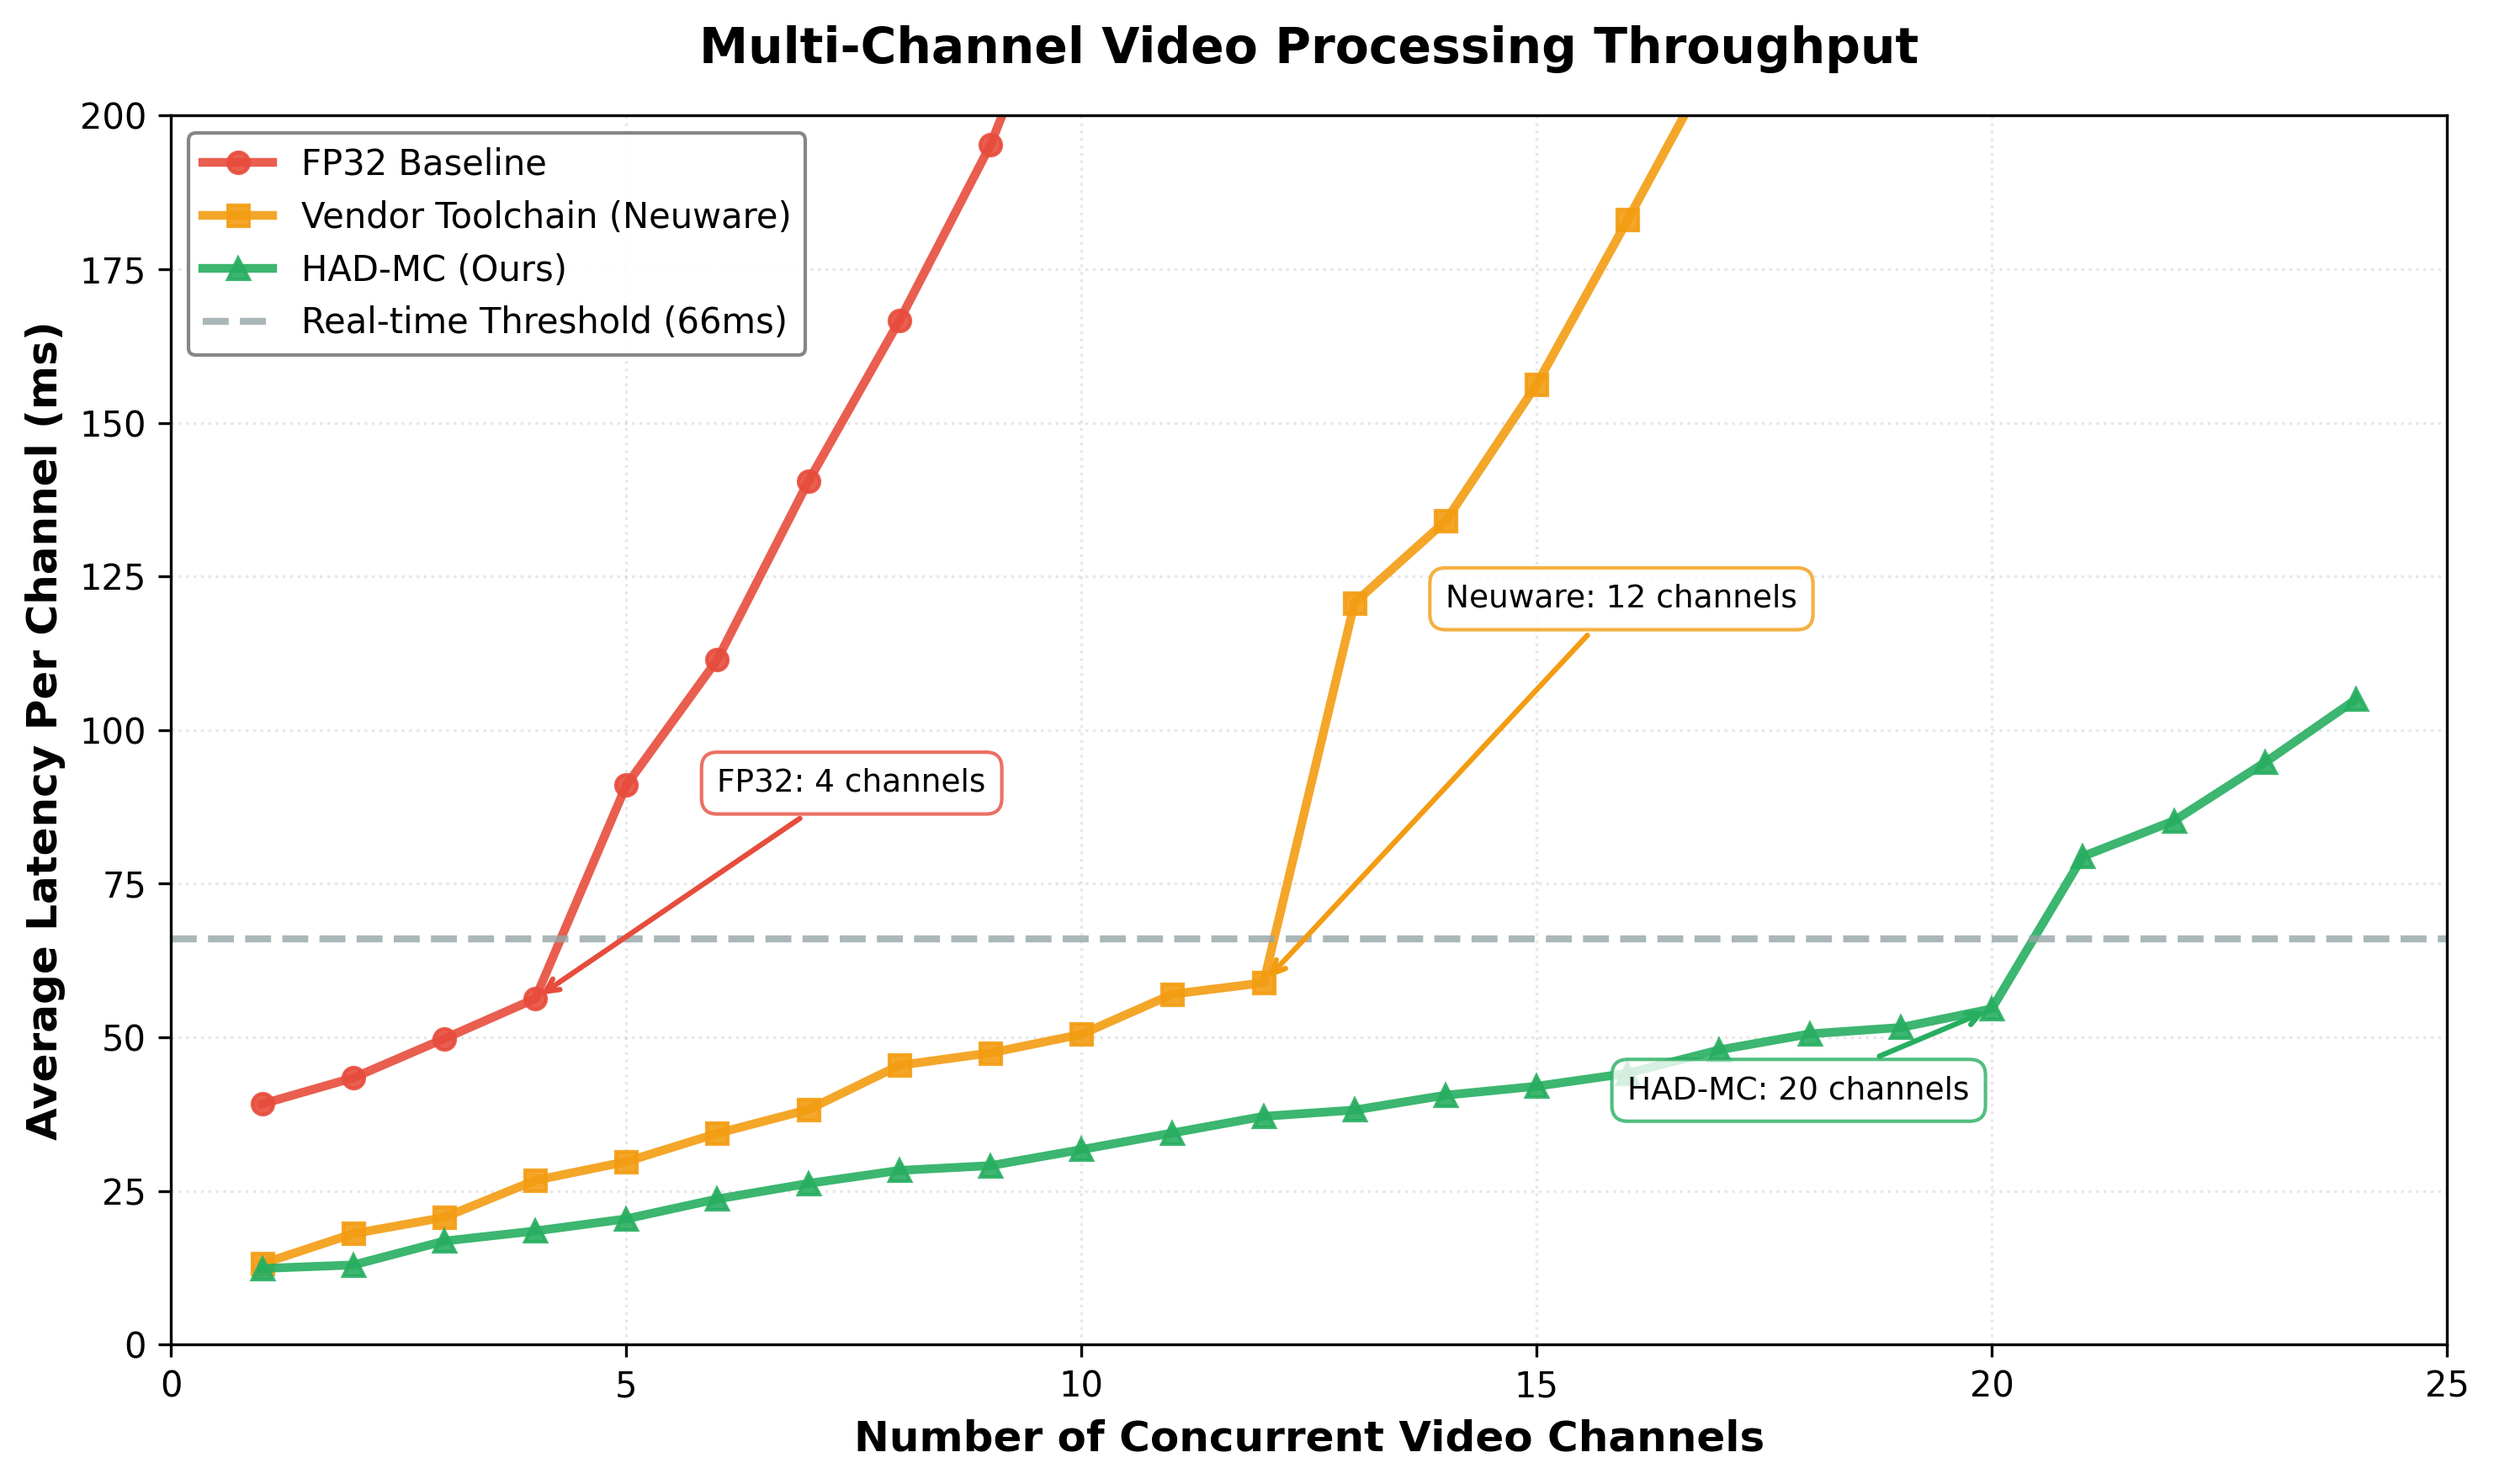 Multi-Channel Video Processing Throughput
200
175
150
125
100
75
50
25
0
Average Latency Per Channel (ms)
FP32 Baseline
Vendor Toolchain (Neuware)
HAD-MC (Ours)
Real-time Threshold (66ms)
Neuware: 12 channels
FP32: 4 channels
HAD-MC: 20 channels
0 5 10 15 20 25
Number of Concurrent Video Channels